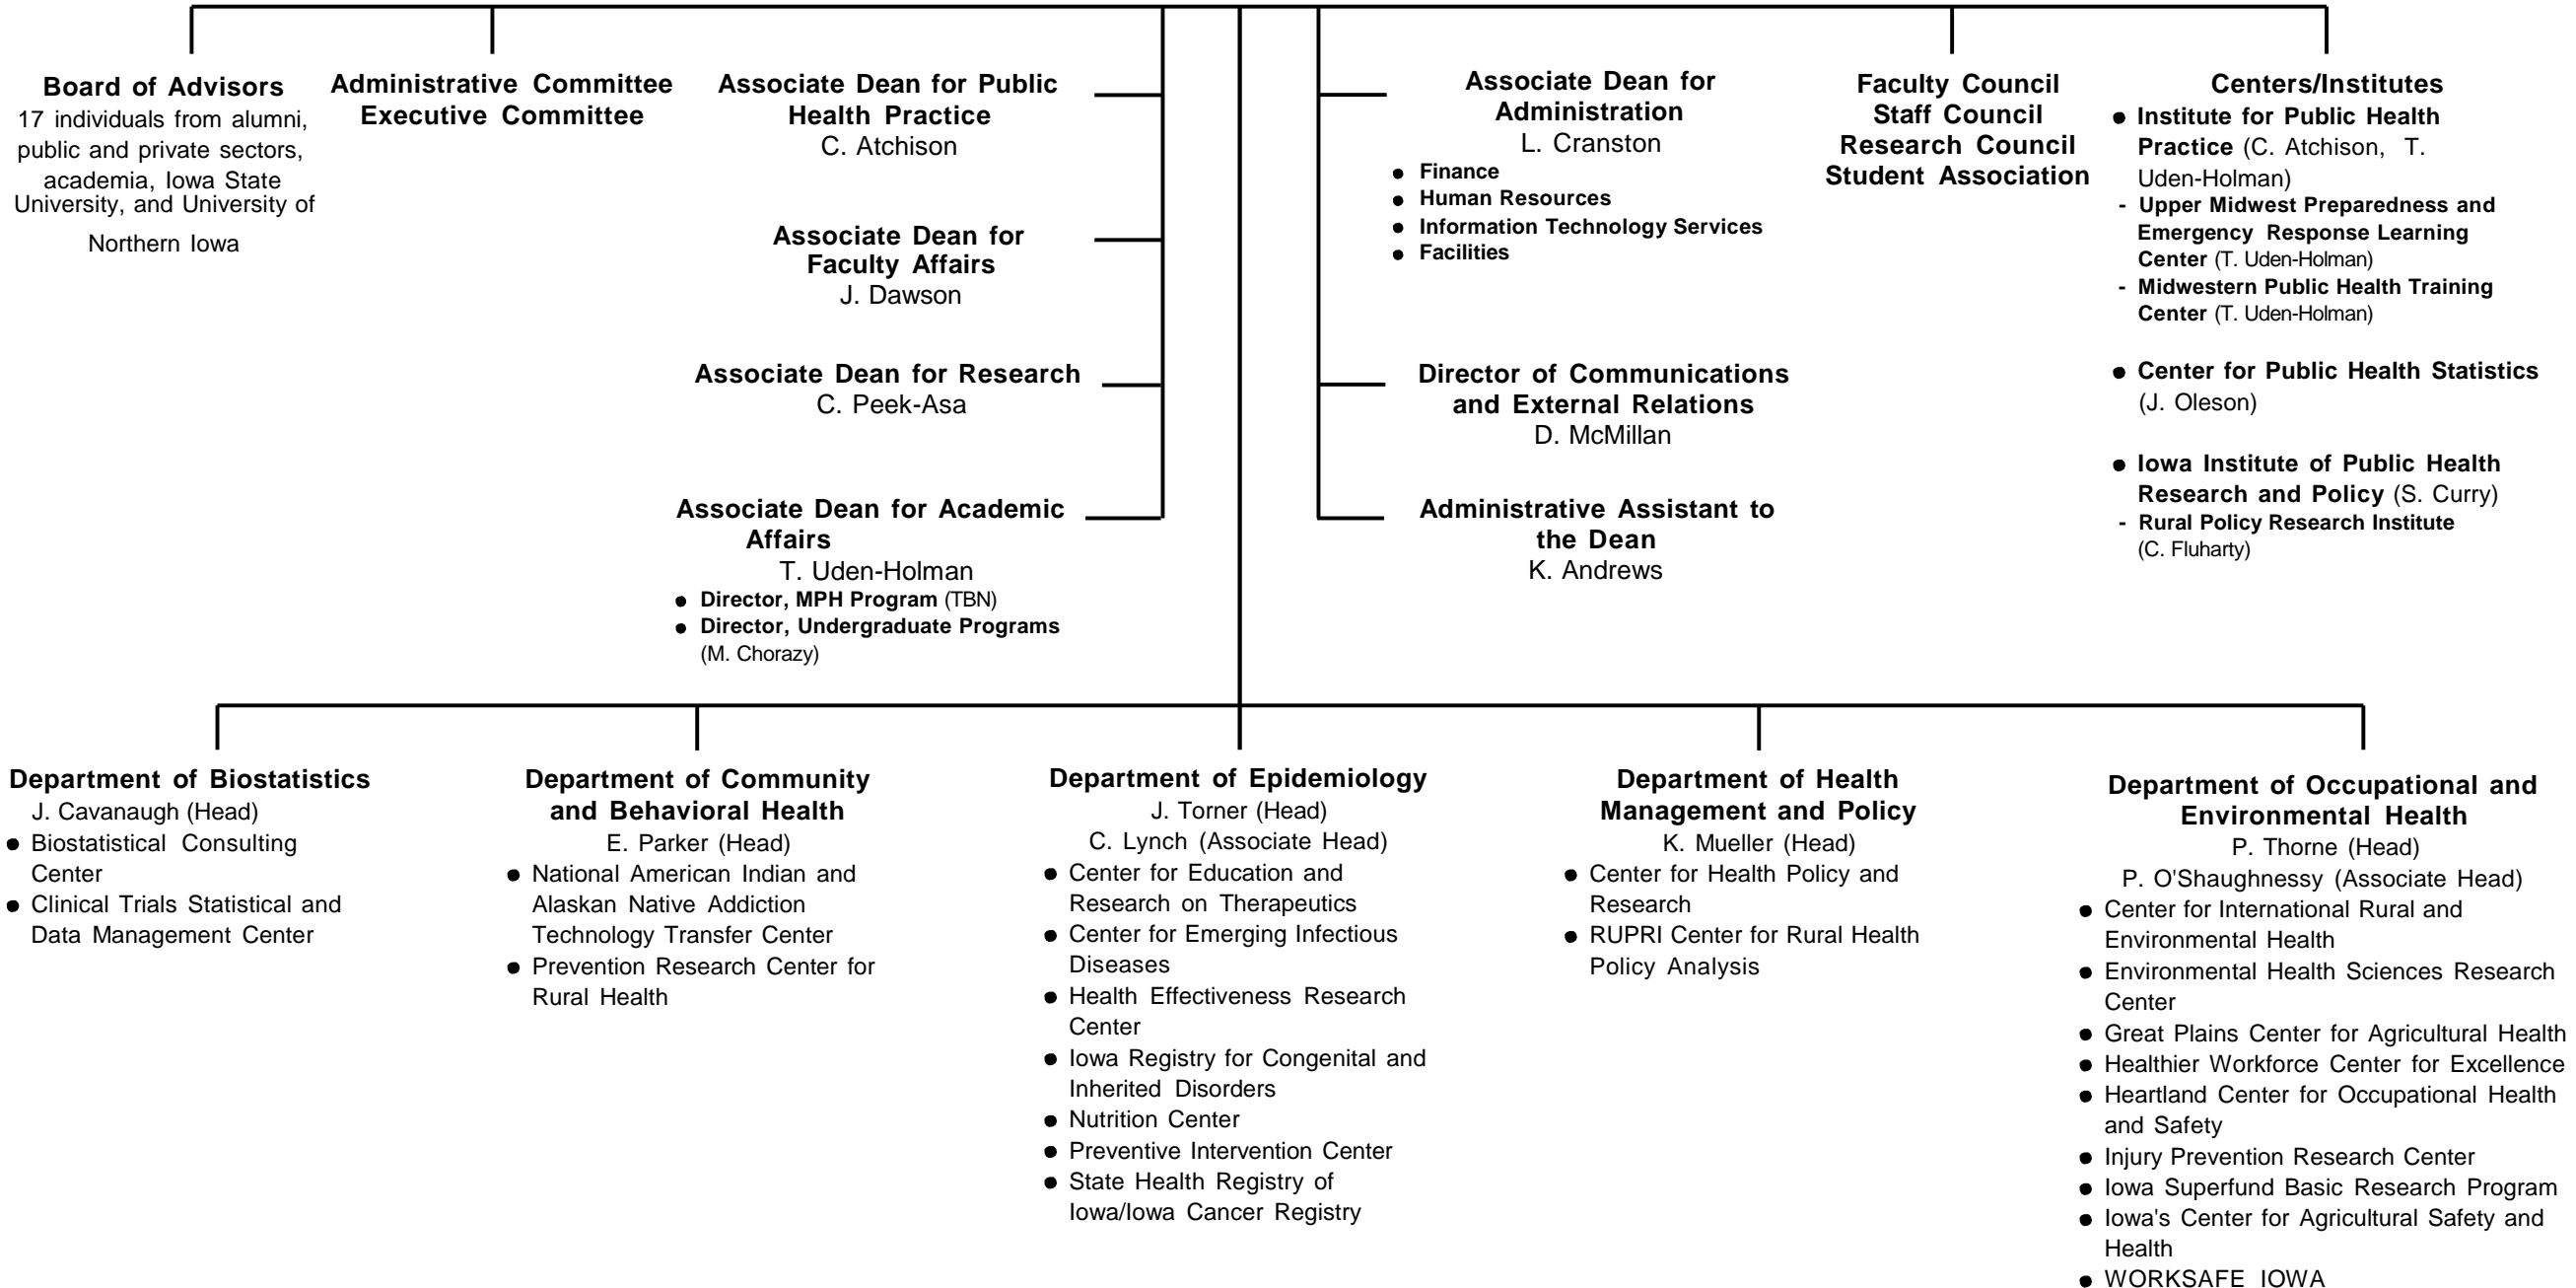 Board of Advisors
17 individuals from alumni,
public and private sectors,
academia, Iowa State
University, and University of
Northern Iowa
Administrative Committee
Executive Committee
Associate Dean for Public
Health Practice
C. Atchison
Associate Dean for
Faculty Affairs
J. Dawson
Associate Dean for Research
C. Peek-Asa
Associate Dean for Academic
Affairs
T. Uden-Holman
● Director, MPH Program (TBN)
● Director, Undergraduate Programs
(M. Chorazy)
Associate Dean for
Administration
L. Cranston
● Finance
● Human Resources
● Information Technology Services
● Facilities
Director of Communications
and External Relations
D. McMillan
Administrative Assistant to
the Dean
K. Andrews
Faculty Council
Staff Council
Research Council
Student Association
Centers/Institutes
● Institute for Public Health
Practice (C. Atchison, T.
Uden-Holman)
- Upper Midwest Preparedness and
Emergency Response Learning
Center (T. Uden-Holman)
- Midwestern Public Health Training
Center (T. Uden-Holman)
● Center for Public Health Statistics
(J. Oleson)
● Iowa Institute of Public Health
Research and Policy (S. Curry)
- Rural Policy Research Institute
(C. Fluharty)
Department of Biostatistics
J. Cavanaugh (Head)
● Biostatistical Consulting
Center
● Clinical Trials Statistical and
Data Management Center
Department of Community
and Behavioral Health
E. Parker (Head)
● National American Indian and
Alaskan Native Addiction
Technology Transfer Center
● Prevention Research Center for
Rural Health
Department of Epidemiology
J. Torner (Head)
C. Lynch (Associate Head)
● Center for Education and
Research on Therapeutics
● Center for Emerging Infectious
Diseases
● Health Effectiveness Research
Center
● Iowa Registry for Congenital and
Inherited Disorders
● Nutrition Center
● Preventive Intervention Center
● State Health Registry of
Iowa/Iowa Cancer Registry
Department of Health
Management and Policy
K. Mueller (Head)
● Center for Health Policy and
Research
● RUPRI Center for Rural Health
Policy Analysis
Department of Occupational and
Environmental Health
P. Thorne (Head)
P. O'Shaughnessy (Associate Head)
● Center for International Rural and
Environmental Health
● Environmental Health Sciences Research
Center
● Great Plains Center for Agricultural Health
● Healthier Workforce Center for Excellence
● Heartland Center for Occupational Health
and Safety
● Injury Prevention Research Center
● Iowa Superfund Basic Research Program
● Iowa's Center for Agricultural Safety and
Health
● WORKSAFE IOWA